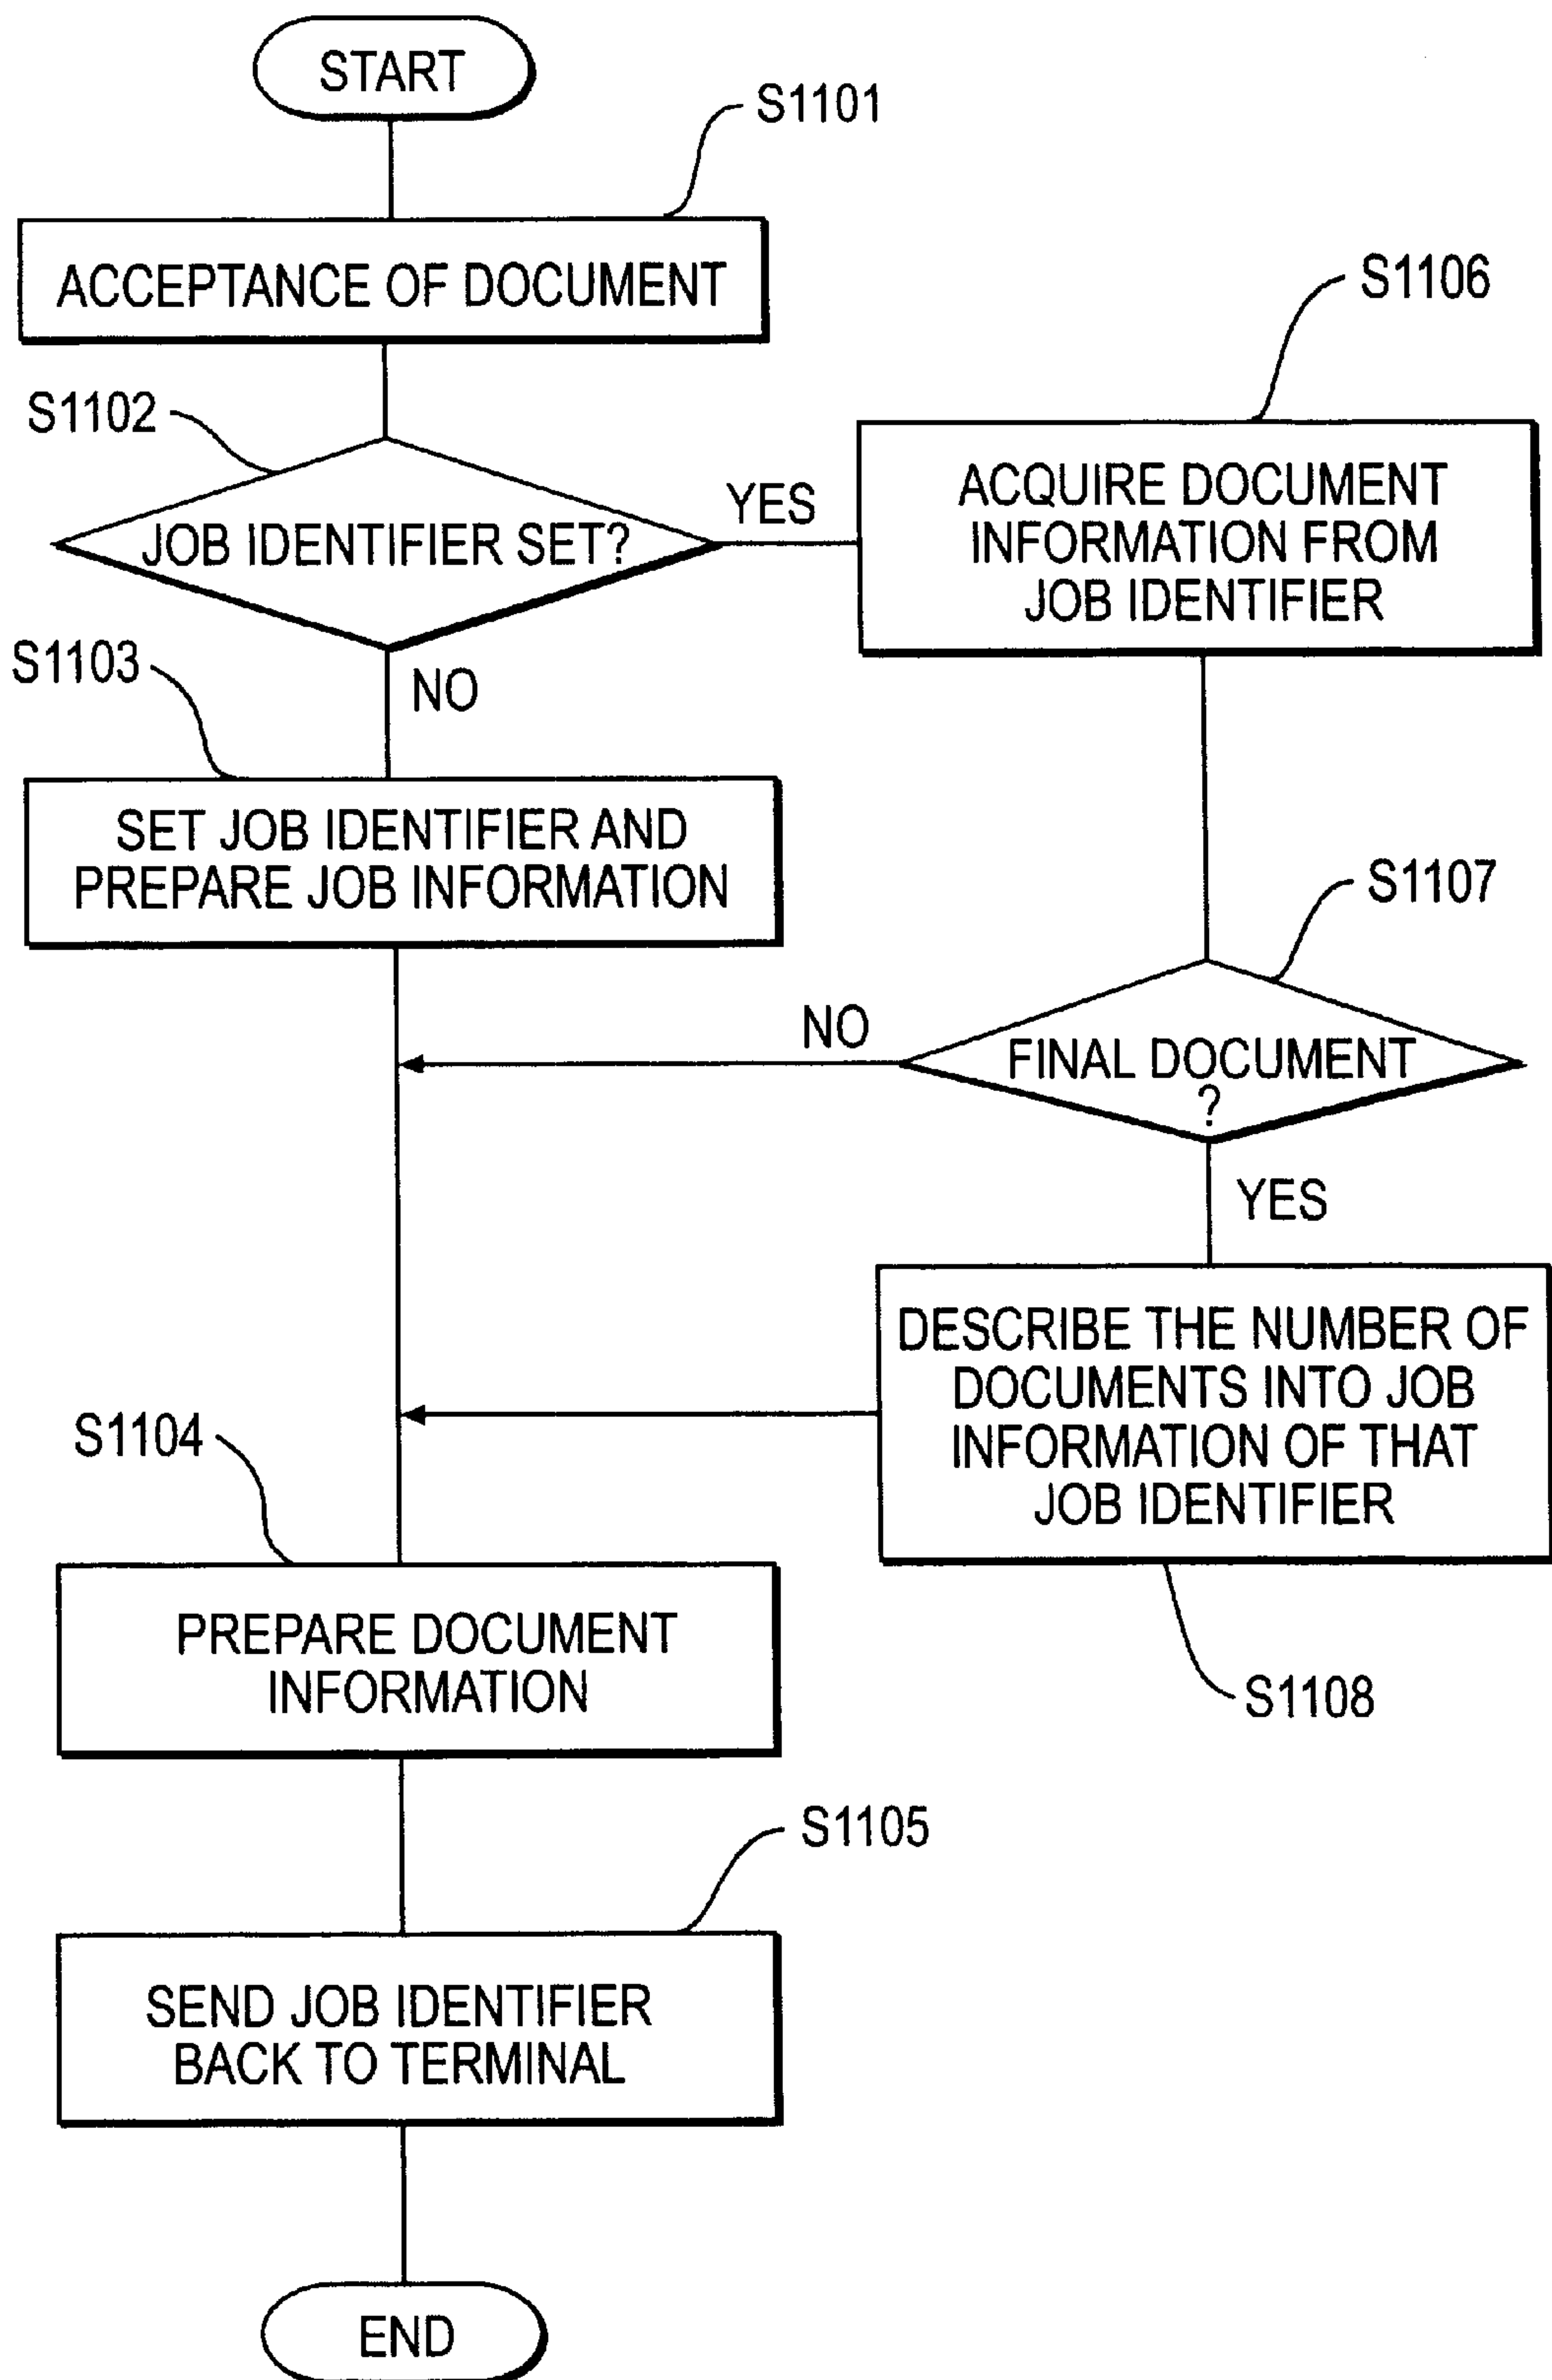 START
S1101
ACCEPTANCE OF DOCUMENT
S1102
JOB IDENTIFIER SET?
YES
NO
S1106
ACQUIRE DOCUMENT
INFORMATION FROM
JOB IDENTIFIER
S1103
SET JOB IDENTIFIER AND
PREPARE JOB INFORMATION
S1107
FINAL DOCUMENT
?
NO
YES
DESCRIBE THE NUMBER OF
DOCUMENTS INTO JOB
INFORMATION OF THAT
JOB IDENTIFIER
S1108
S1104
PREPARE DOCUMENT
INFORMATION
S1105
SEND JOB IDENTIFIER
BACK TO TERMINAL
END